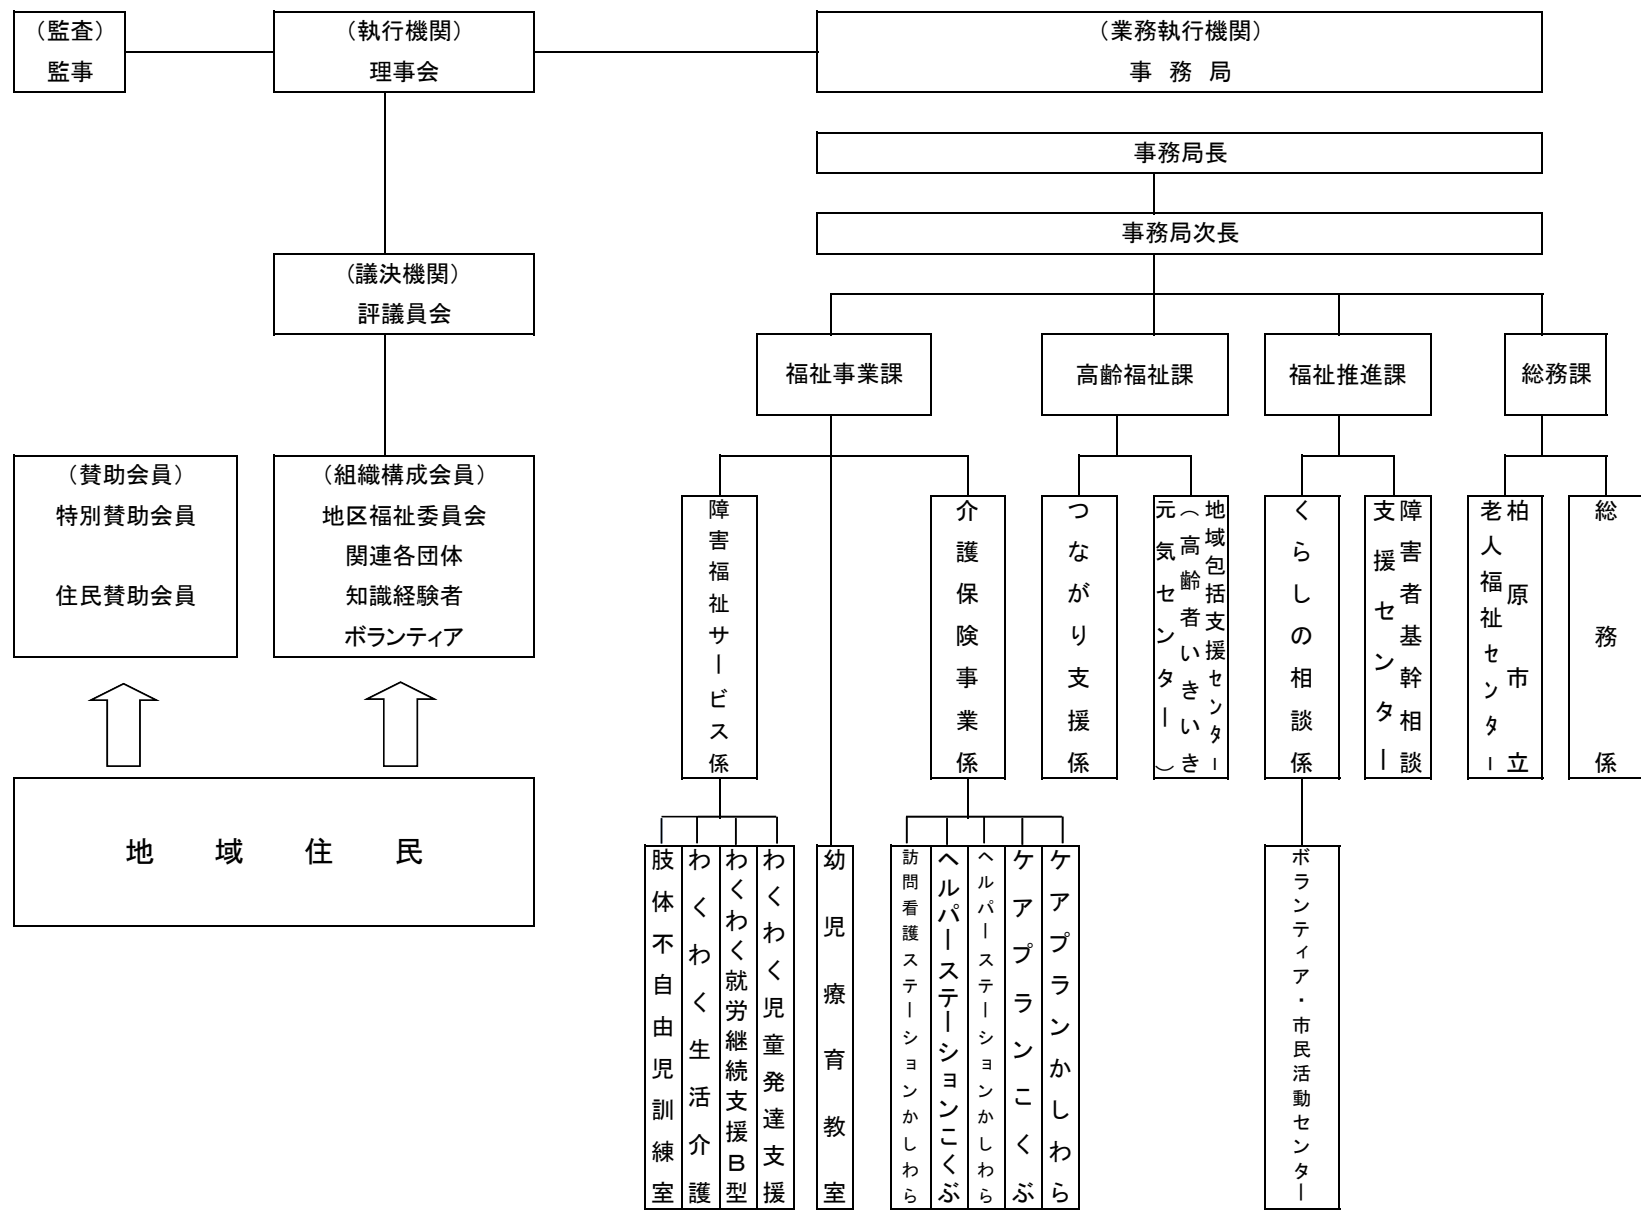 （監査）
監事
（執行機関）
理事会
（業務執行機関）
事 務 局
事務局長
事務局次長
（議決機関）
評議員会
福祉事業課
高齢福祉課
福祉推進課
総務課
（賛助会員）
特別賛助会員
住民賛助会員
（組織構成会員）
地区福祉委員会
関連各団体
知識経験者
ボランティア
障害福祉サービス係
介護保険事業係
つながり支援係
地域包括支援センター
（高齢者いきいき
元気センター）
くらしの相談係
障害者基幹相談
支援センター
柏原市立
老人福祉センター
総務係
地 域 住 民
肢体不自由児訓練室
わくわく生活介護
わくわく就労継続支援Ｂ型
わくわく児童発達支援
幼児療育教室
訪問看護ステーションかしわら
ヘルパーステーションこくぶ
ヘルパーステーションかしわら
ケアプランこくぶ
ケアプランかしわら
ボランティア・市民活動センター